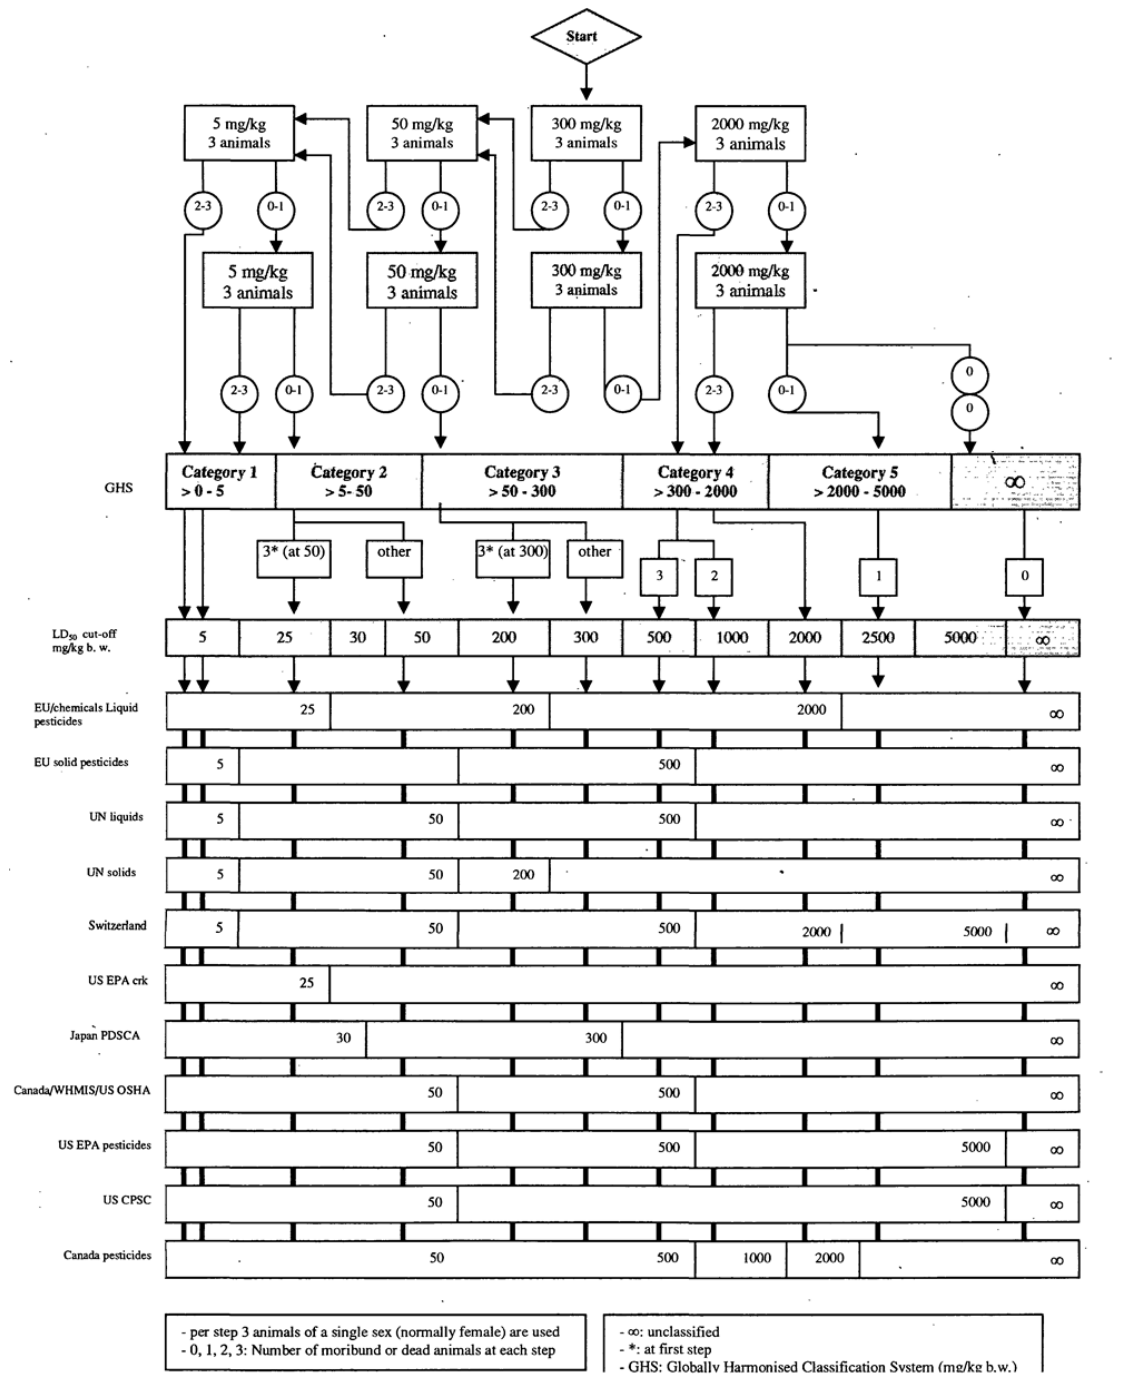 Start
5 mg/kg
3 animals
50 mg/kg
3 animals
300 mg/kg
3 animals
2000 mg/kg
3 animals
2-3
0-1
2-3
0-1
2-3
0-1
2-3
0-1
5 mg/kg
3 animals
50 mg/kg
3 animals
300 mg/kg
3 animals
2000 mg/kg
3 animals
2-3
0-1
2-3
0-1
2-3
0-1
2-3
0-1
0
0
GHS
Category 1
> 0 - 5
Category 2
> 5- 50
Category 3
> 50 - 300
Category 4
> 300 - 2000
Category 5
> 2000 - 5000
∞
3* (at 50)
other
3* (at 300)
other
3
2
1
0
LD₅₀ cut-off
mg/kg b. w.
5 25 30 50 200 300 500 1000 2000 2500 5000 ∞
EU/chemicals Liquid
pesticides
25 200 2000 ∞
EU solid pesticides
5 500 ∞
UN liquids
5 50 500 ∞
UN solids
5 50 200 ∞
Switzerland
5 50 500 2000 5000 ∞
US EPA crk
25 ∞
Japan PDSCA
30 300 ∞
Canada/WHMIS/US OSHA
50 500 ∞
US EPA pesticides
50 500 5000 ∞
US CPSC
50 5000 ∞
Canada pesticides
50 500 1000 2000 ∞
- per step 3 animals of a single sex (normally female) are used
- 0, 1, 2, 3: Number of moribund or dead animals at each step
- ∞: unclassified
- *: at first step
- GHS: Globally Harmonised Classification System (mg/kg b.w.)